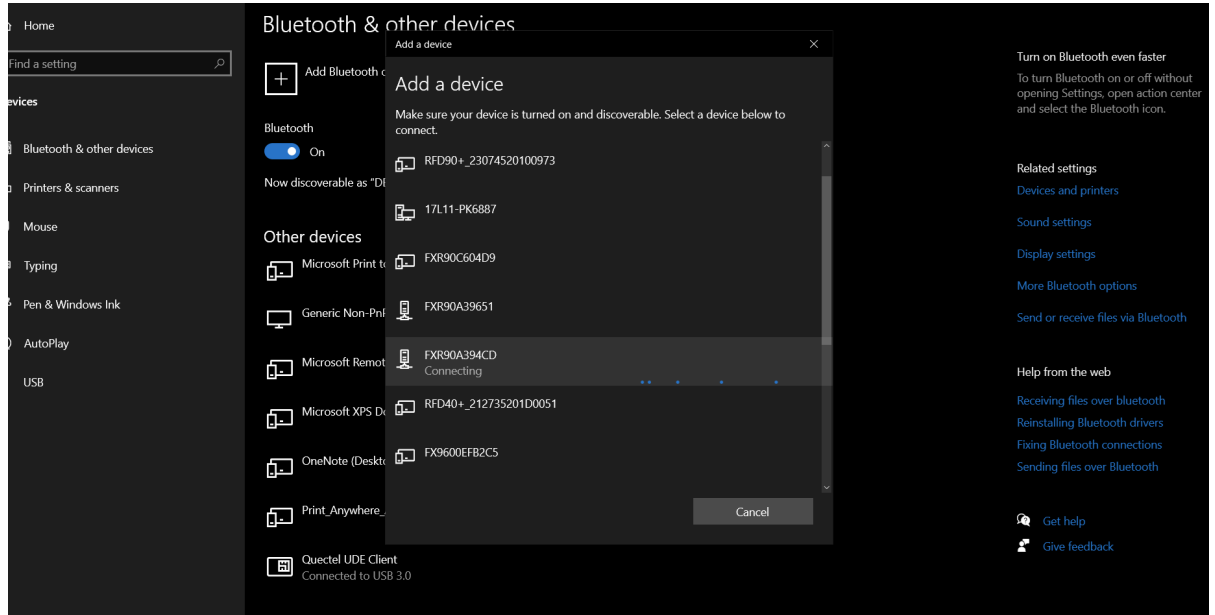 Home
Find a setting
Devices
Bluetooth & other devices
Printers & scanners
Mouse
Typing
Pen & Windows Ink
AutoPlay
USB
Bluetooth & other devices
Add Bluetooth
Bluetooth
On
Now discoverable as "DE
Other devices
Microsoft Print to
Generic Non-PnP
Microsoft Remot
Microsoft XPS Do
OneNote (Deskto
Print_Anywhere_
Quectel UDE Client
Connected to USB 3.0
Add a device
Add a device
Make sure your device is turned on and discoverable. Select a device below to
connect.
RFD90+_23074520100973
17L11-PK6887
FXR90C604D9
FXR90A39651
FXR90A394CD
Connecting
RFD40+_212735201D0051
FX9600EFB2C5
Cancel
Turn on Bluetooth even faster
To turn Bluetooth on or off without
opening Settings, open action center
and select the Bluetooth icon.
Related settings
Devices and printers
Sound settings
Display settings
More Bluetooth options
Send or receive files via Bluetooth
Help from the web
Receiving files over bluetooth
Reinstalling Bluetooth drivers
Fixing Bluetooth connections
Sending files over Bluetooth
Get help
Give feedback